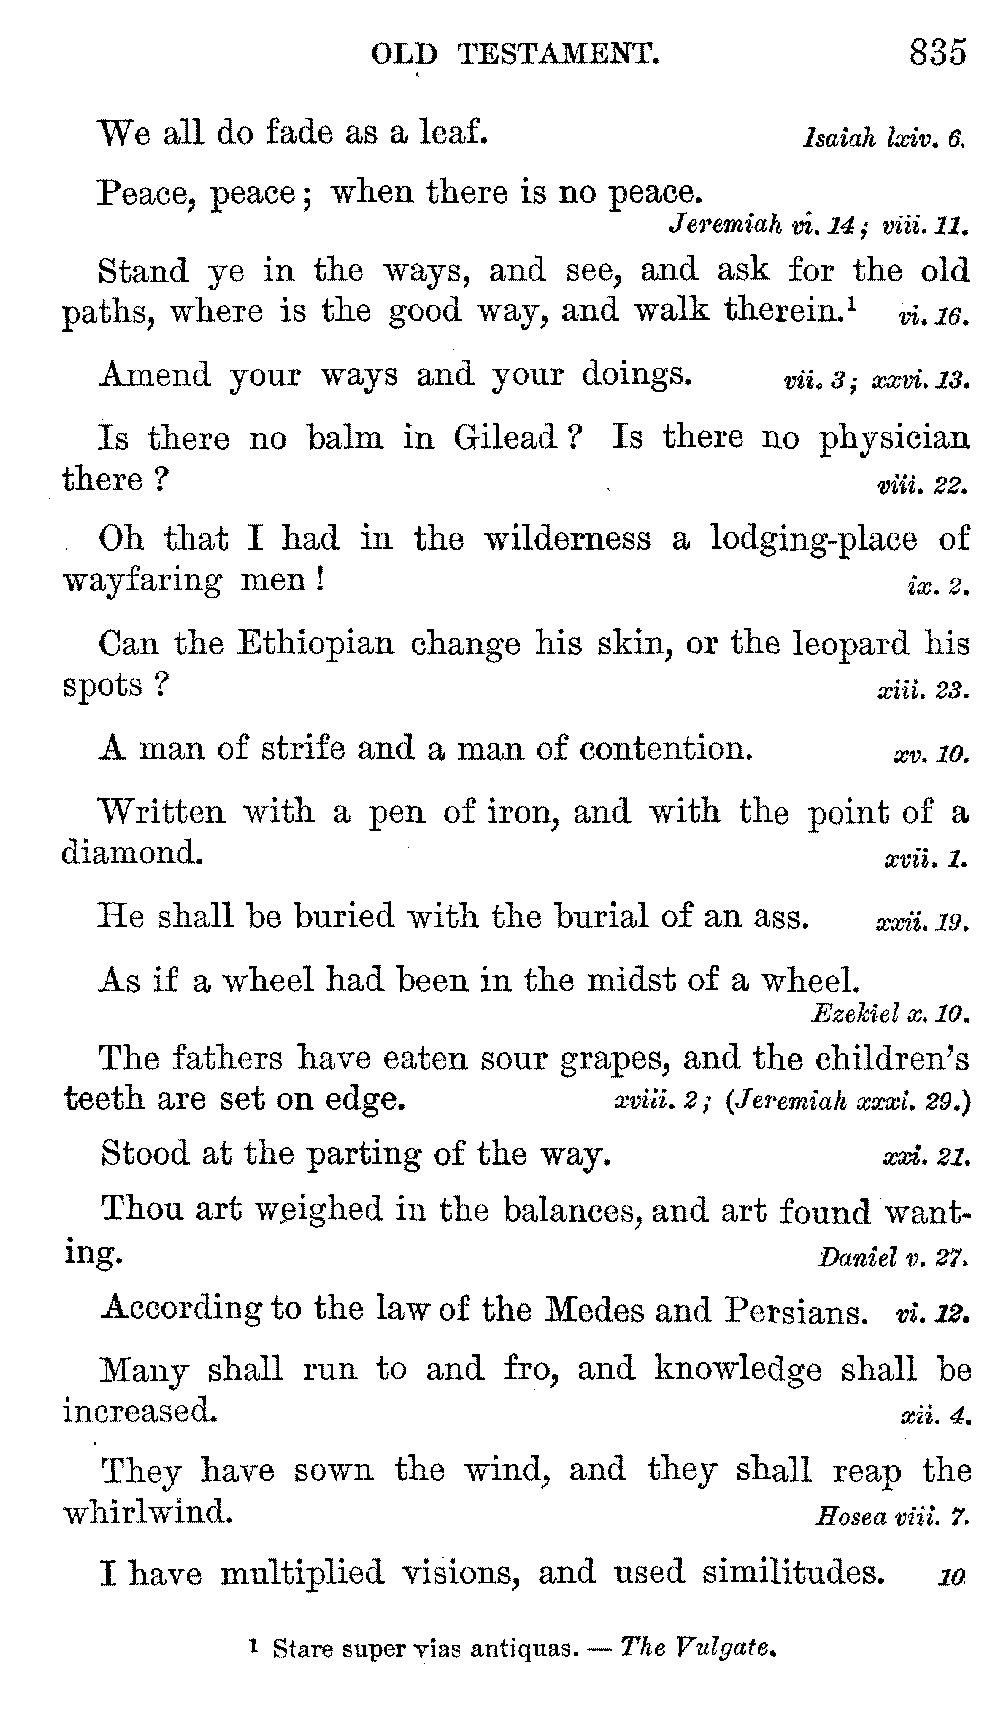 OLD TESTAMENT. 835
We all do fade as a leaf. Isaiah lxiv. 6.
Peace, peace; when there is no peace.
Jeremiah vi. 14; viii. 11.
Stand ye in the ways, and see, and ask for the old
paths, where is the good way, and walk therein.¹ vi. 16.
Amend your ways and your doings. vii. 3; xxvi. 13.
Is there no balm in Gilead? Is there no physician
there? viii. 22.
Oh that I had in the wilderness a lodging-place of
wayfaring men! ix. 2.
Can the Ethiopian change his skin, or the leopard his
spots? xiii. 23.
A man of strife and a man of contention. xv. 10.
Written with a pen of iron, and with the point of a
diamond. xvii. 1.
He shall be buried with the burial of an ass. xxii. 19.
As if a wheel had been in the midst of a wheel.
Ezekiel x. 10.
The fathers have eaten sour grapes, and the children's
teeth are set on edge. xviii. 2; (Jeremiah xxxi. 29.)
Stood at the parting of the way. xxi. 21.
Thou art weighed in the balances, and art found want-
ing. Daniel v. 27.
According to the law of the Medes and Persians. vi. 12.
Many shall run to and fro, and knowledge shall be
increased. xii. 4.
They have sown the wind, and they shall reap the
whirlwind. Hosea viii. 7.
I have multiplied visions, and used similitudes. 10
¹ Stare super vias antiquas. — The Vulgate.